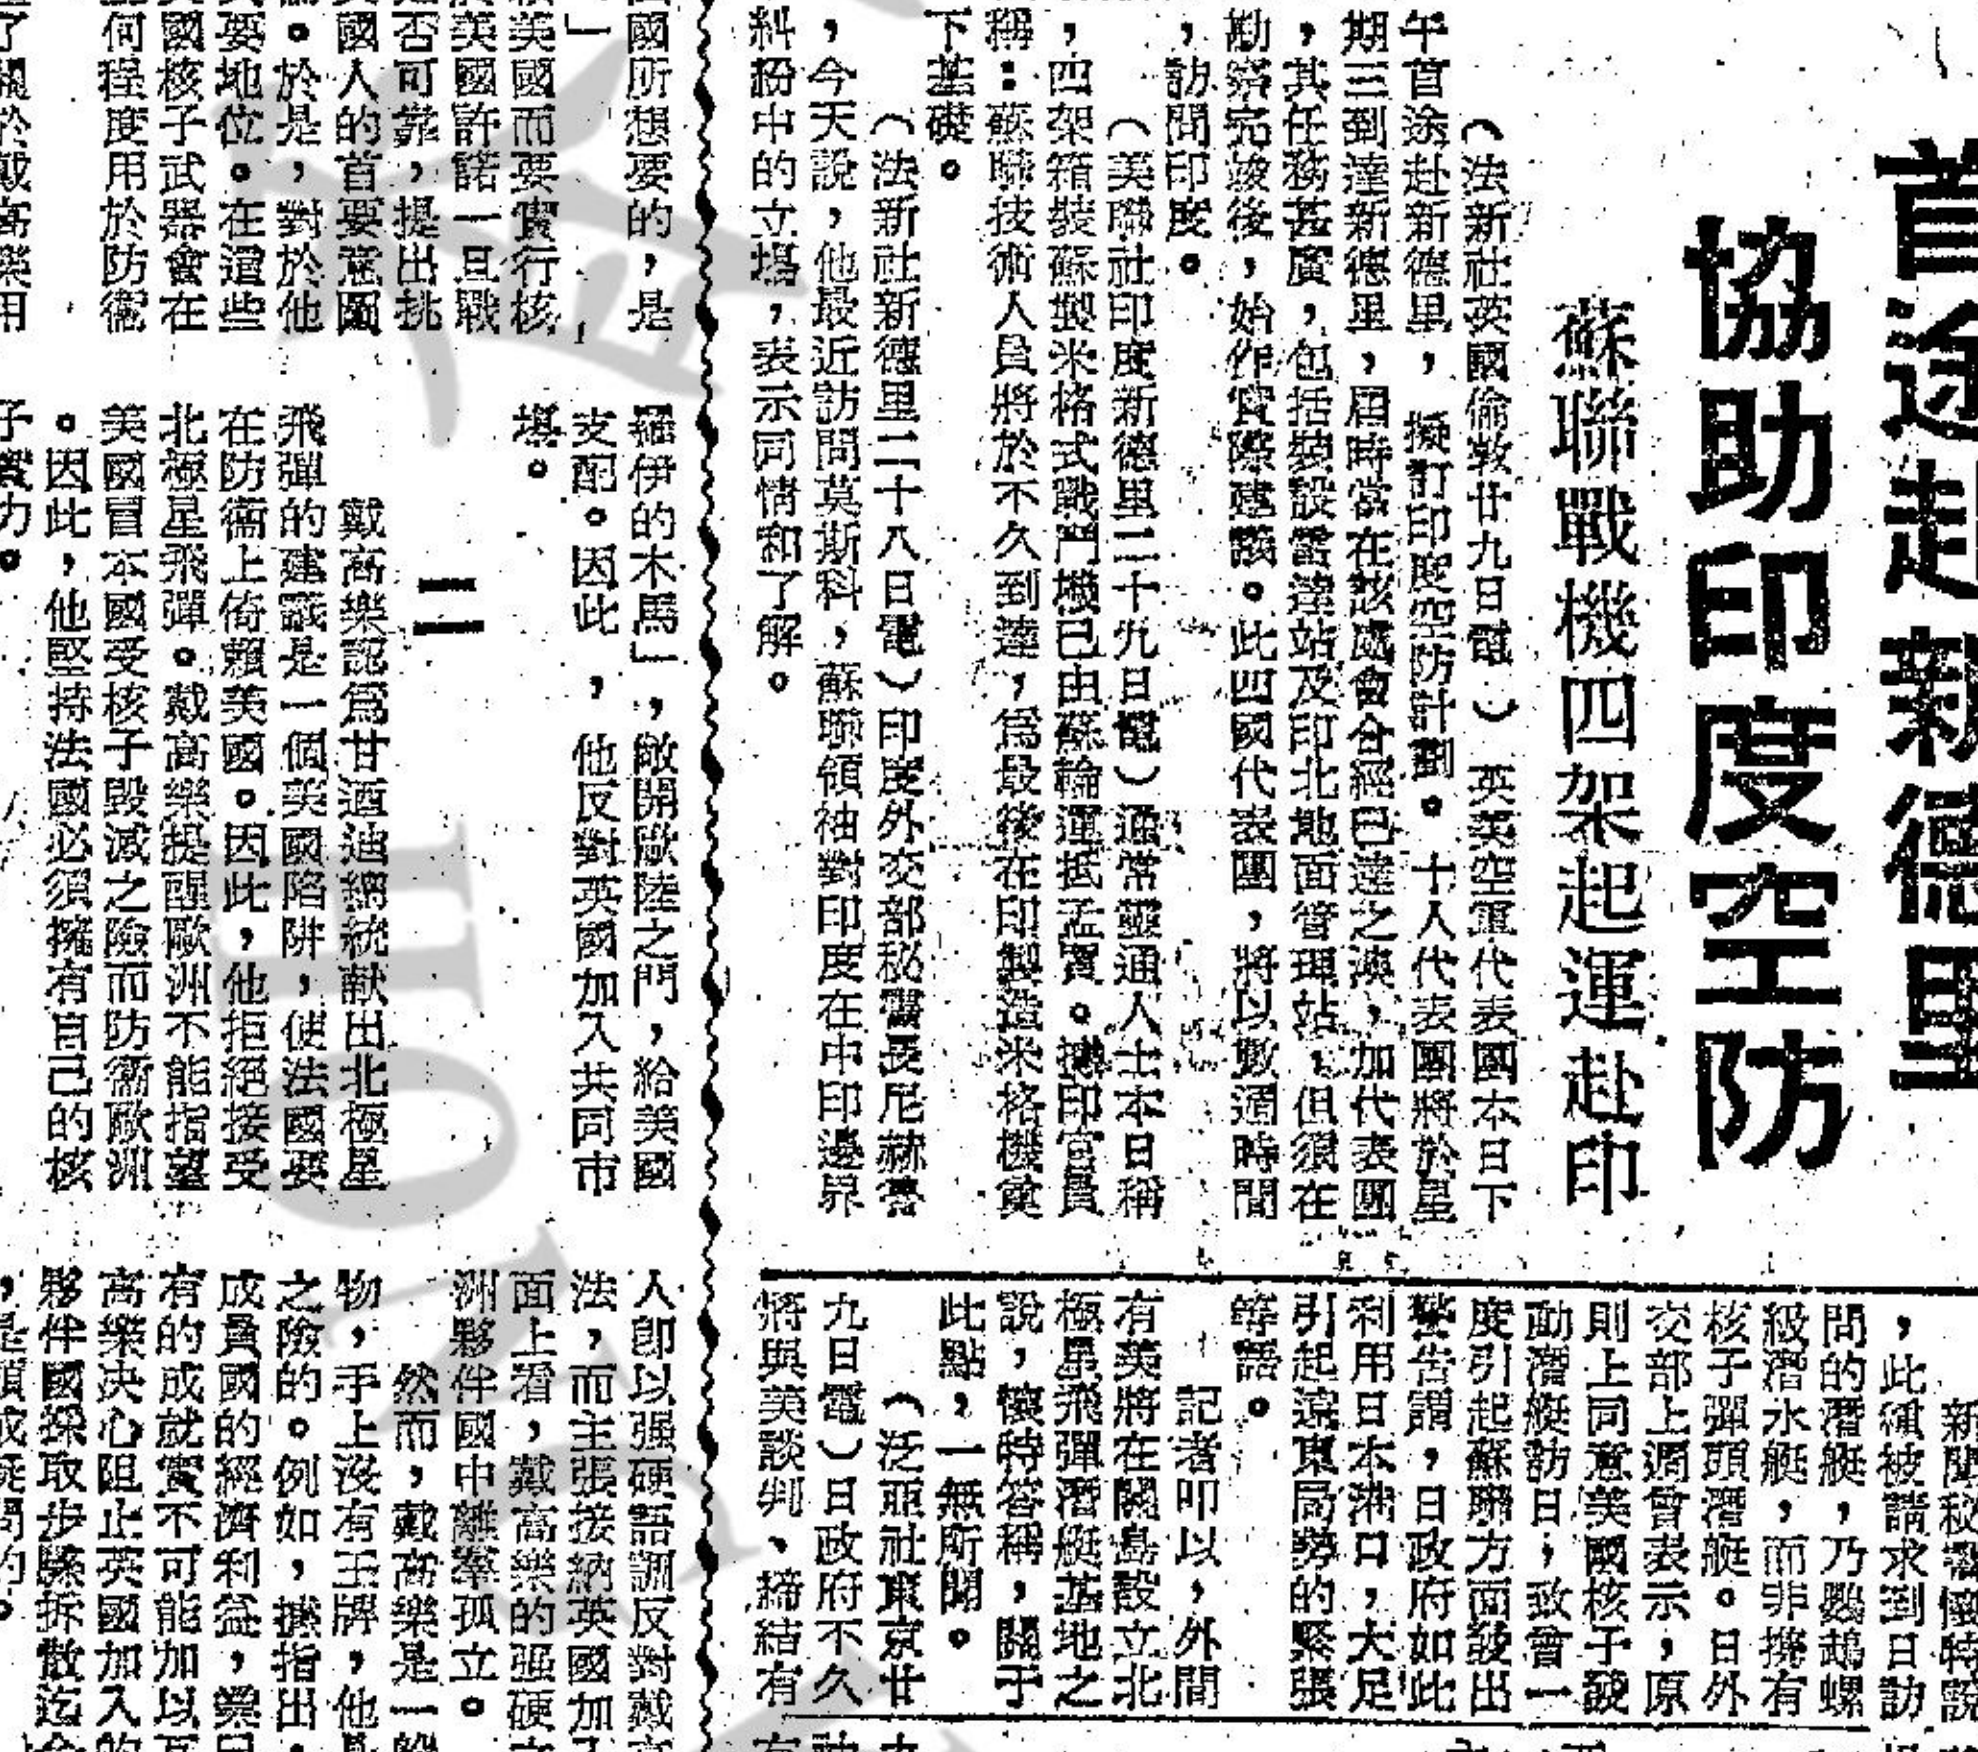 首途赴新德里
協助印度空防
蘇聯戰機四架起運赴印
（法新社英國倫敦廿九日電）英美空軍代表團本日下
午首途赴新德里，擬訂印度空防計劃。十人代表團將於星
期三到達新德里，屆時當在該處會合經已達之澳，加代表團
，其任務甚廣，包括裝設雷達站及印北地面管理站，但須在
勘察完竣後，始作實際建議。此四國代表團，將以數週時間
，訪問印度。
（美聯社印度新德里二十九日電）通常靈通人士本日稱
，四架箱裝蘇製米格式戰鬥機已由蘇輪運抵孟買。據印官員
稱：蘇聯技術人員將於不久到達，為最後在印製造米格機奠
下基礎。
（法新社新德里二十八日電）印度外交部秘書長尼赫魯
，今天說，他最近訪問莫斯科，蘇聯領袖對印度在中印邊界
糾紛中的立場，表示同情和了解。
新聞秘書懷特說
，此種被請求到日訪
問的潛艇，乃鸚鵡螺
級潛水艇，而非擁有
核子彈頭潛艇。日外
交部上週曾表示，原
則上同意美國核子發
動潛艇訪日，致會一
度引起蘇聯方面發出
警告謂，日政府如此
利用日本港口，大足
引起遠東局勢的緊張
等語。
記者叩以，外間
有美將在關島設立北
極星飛彈潛艇基地之
說，懷特答稱，關于
此點，一無所聞。
（泛亞社東京廿
九日電）日政府不久
將與美談判、締結有
國所想要的，是
」
美國而要實行核
美國許諾一旦戰
否可靠，提出挑
國人的首要意圖
。於是，對於他
要地位。在這些
國核子武器會在
何程度用於防衛
羅伊的木馬」，敞開歐陸之門，給美國
支配。因此，他反對英國加入共同市
場。
二
戴高樂認為甘迺迪總統献出北極星
飛彈的建議是一個美國陷阱，使法國要
在防衛上倚賴美國。因此，他拒絕接受
北極星飛彈。戴高樂提醒歐洲不能指望
美國冒本國受核子毀滅之險而防衛歐洲
。因此，他堅持法國必須擁有自己的核
子實力。
人卽以强硬語調反對戴高
法，而主張接納英國加入
面上看，戴高樂的强硬
洲夥伴國中離羣孤立。
然而，戴高樂是一
物，手上沒有王牌，他是
之險的。例如，據指出，
成員國的經濟利益，
有的成就實不可能加以
高樂決心阻止英國加入的
夥伴國採取步驟拆散迄今